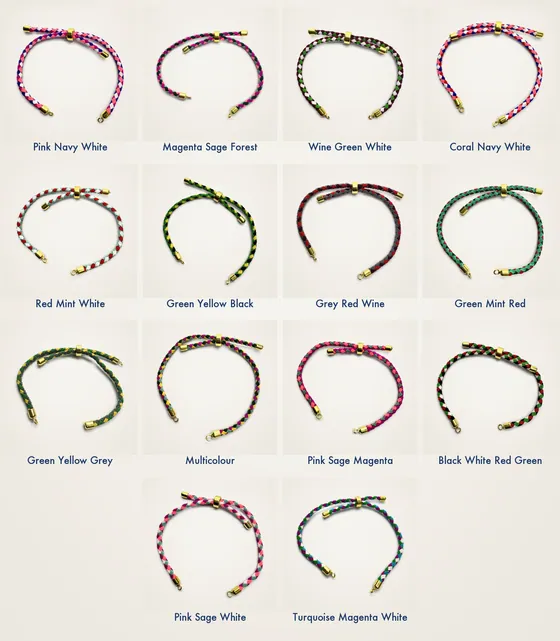 Pink Navy White
Magenta Sage Forest
Wine Green White
Coral Navy White
Red Mint White
Green Yellow Black
Grey Red Wine
Green Mint Red
Green Yellow Grey
Multicolour
Pink Sage Magenta
Black White Red Green
Pink Sage White
Turquoise Magenta White